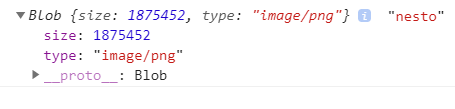 ▼Blob {size: 1875452, type: "image/png"} i "nesto"
size: 1875452
type: "image/png"
▶__proto__: Blob